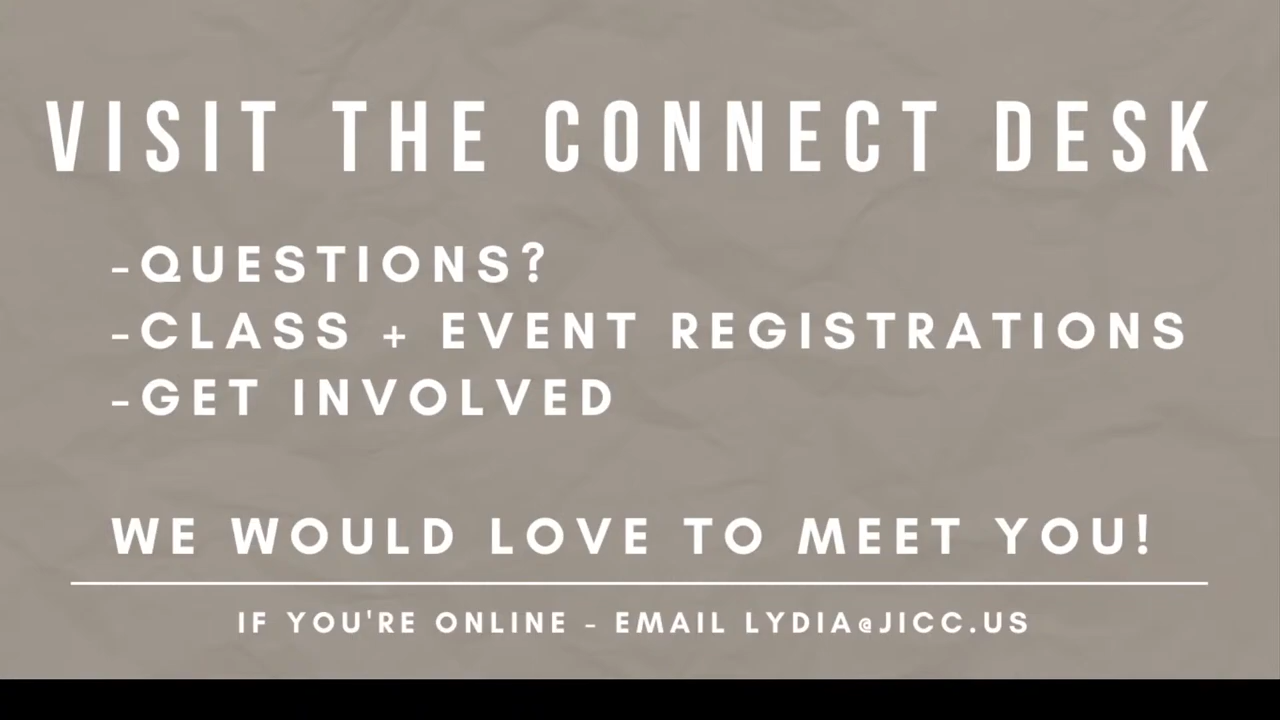 VISIT THE CONNECT DESK
-QUESTIONS?
-CLASS + EVENT REGISTRATIONS
-GET INVOLVED
WE WOULD LOVE TO MEET YOU!
IF YOU'RE ONLINE - EMAIL LYDIA@JICC.US